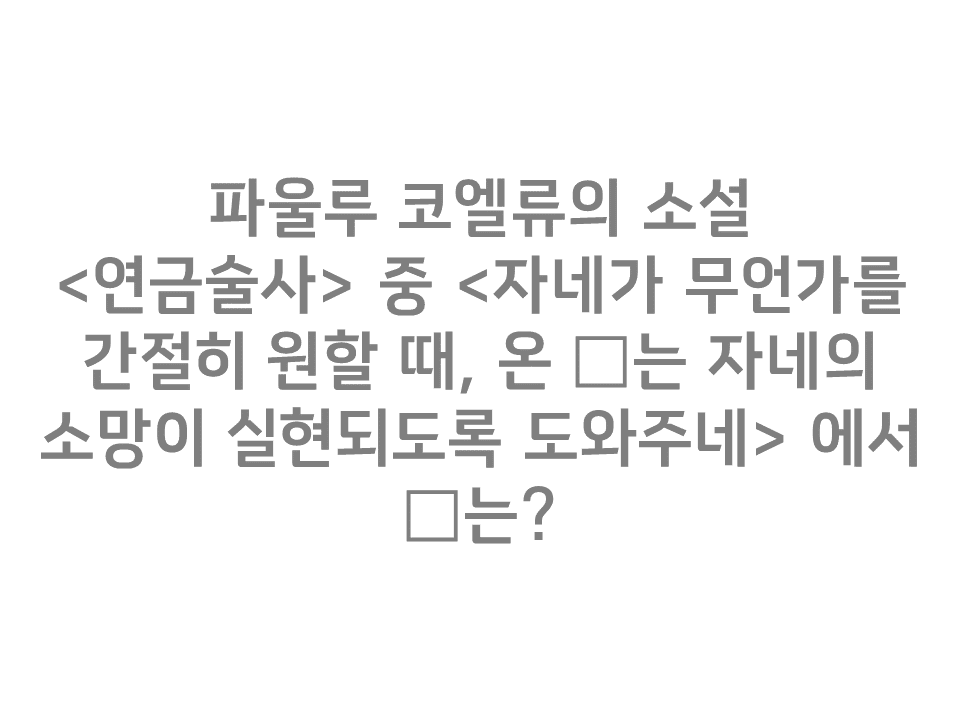 파울루 코엘류의 소설
<연금술사> 중 <자네가 무언가를
간절히 원할 때, 온 □는 자네의
소망이 실현되도록 도와주네> 에서
□는?